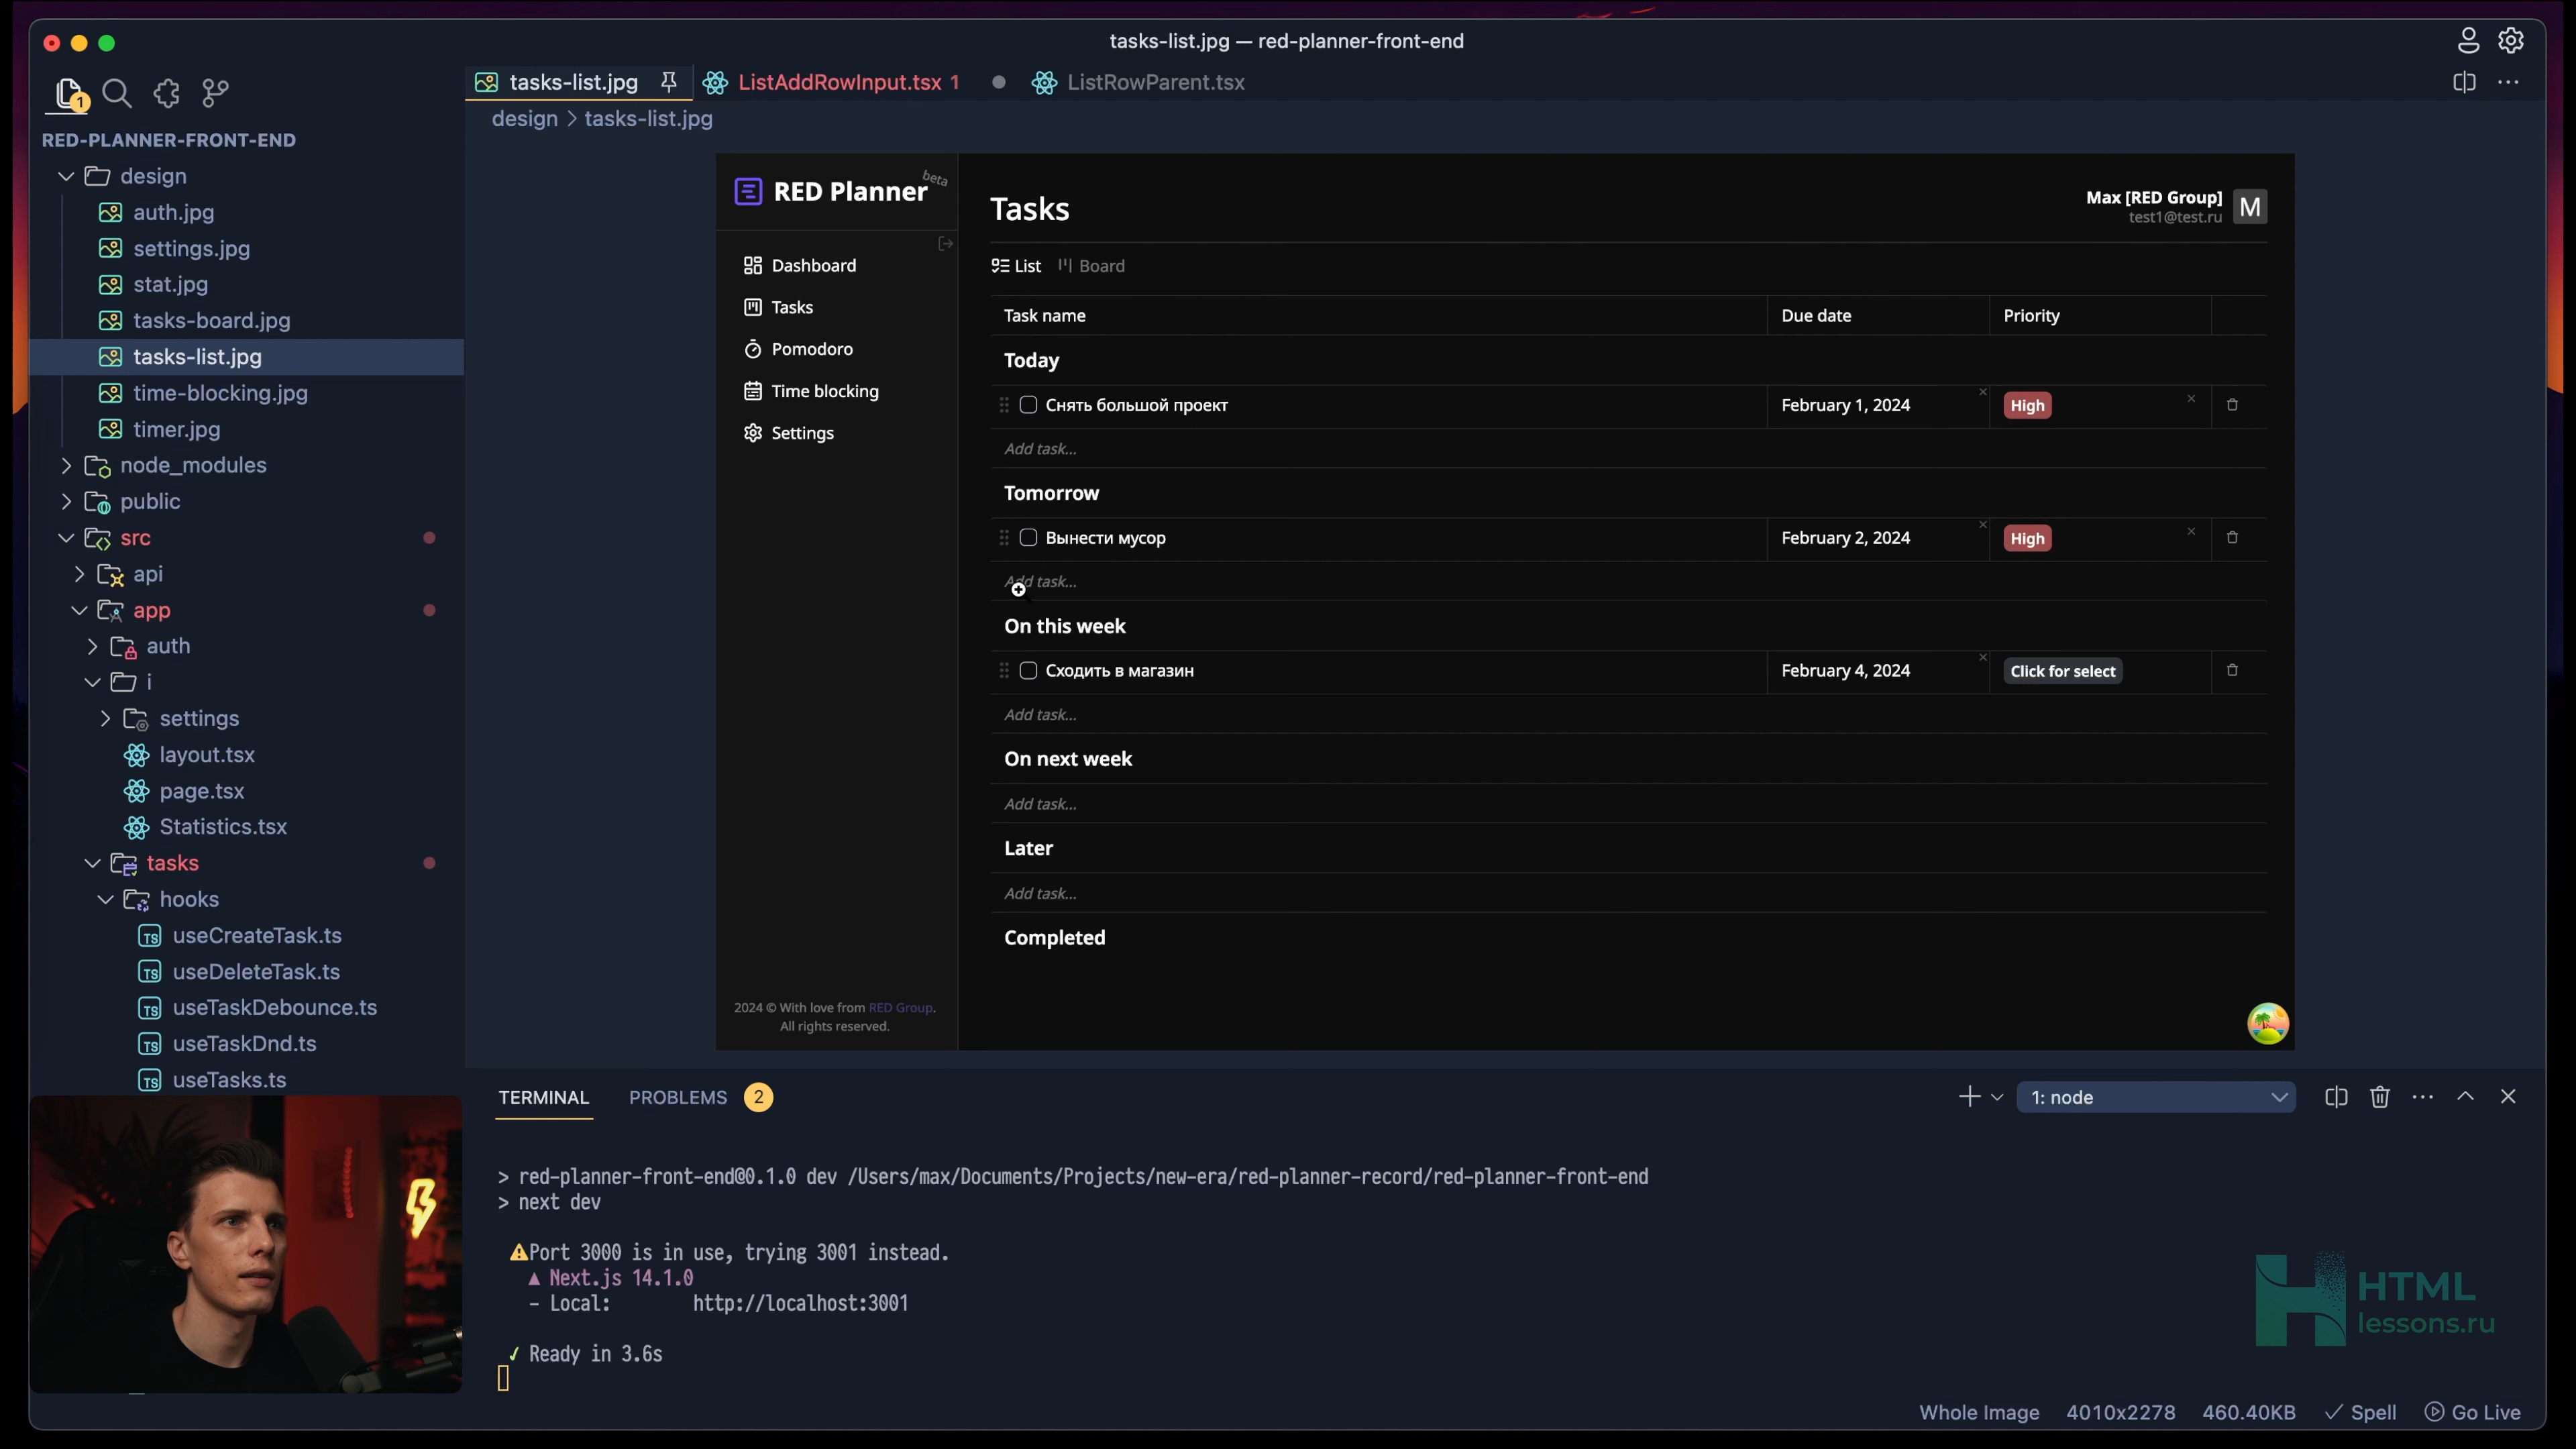 tasks-list.jpg — red-planner-front-end
1
tasks-list.jpg
ListAddRowInput.tsx 1
ListRowParent.tsx
design > tasks-list.jpg
RED-PLANNER-FRONT-END
design
auth.jpg
settings.jpg
stat.jpg
tasks-board.jpg
tasks-list.jpg
time-blocking.jpg
timer.jpg
node_modules
public
src
api
app
auth
i
settings
layout.tsx
page.tsx
Statistics.tsx
tasks
hooks
useCreateTask.ts
useDeleteTask.ts
useTaskDebounce.ts
useTaskDnd.ts
useTasks.ts
RED Planner beta
Dashboard
Tasks
Pomodoro
Time blocking
Settings
2024 © With love from RED Group.
All rights reserved.
Tasks
Max [RED Group]
test1@test.ru
M
List Board
Task name Due date Priority
Today
Снять большой проект February 1, 2024 High
Add task...
Tomorrow
Вынести мусор February 2, 2024 High
Add task...
On this week
Сходить в магазин February 4, 2024 Click for select
Add task...
On next week
Add task...
Later
Add task...
Completed
TERMINAL PROBLEMS 2
1: node
> red-planner-front-end@0.1.0 dev /Users/max/Documents/Projects/new-era/red-planner-record/red-planner-front-end
> next dev
Port 3000 is in use, trying 3001 instead.
▲ Next.js 14.1.0
- Local: http://localhost:3001
✓ Ready in 3.6s
HTML
lessons.ru
Whole Image 4010x2278 460.40KB Spell Go Live